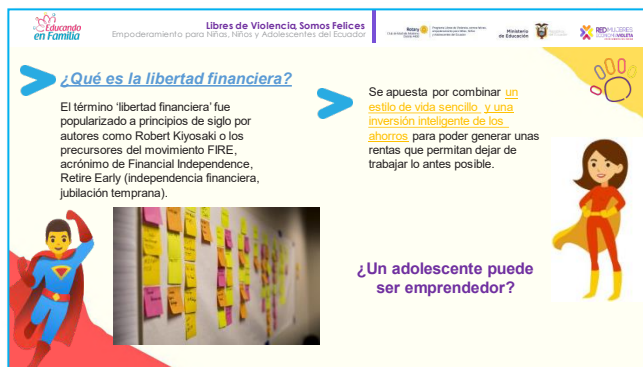 Educando
en Familia
Libres de Violencia, Somos Felices
Empoderamiento para Niñas, Niños y Adolescentes del Ecuador
Rotary
Ministerio
de Educación
RED MUJERES
¿Qué es la libertad financiera?
El término ‘libertad financiera’ fue
popularizado a principios de siglo por
autores como Robert Kiyosaki o los
precursores del movimiento FIRE,
acrónimo de Financial Independence,
Retire Early (independencia financiera,
jubilación temprana).
Se apuesta por combinar un
estilo de vida sencillo y una
inversión inteligente de los
ahorros para poder generar unas
rentas que permitan dejar de
trabajar lo antes posible.
¿Un adolescente puede
ser emprendedor?